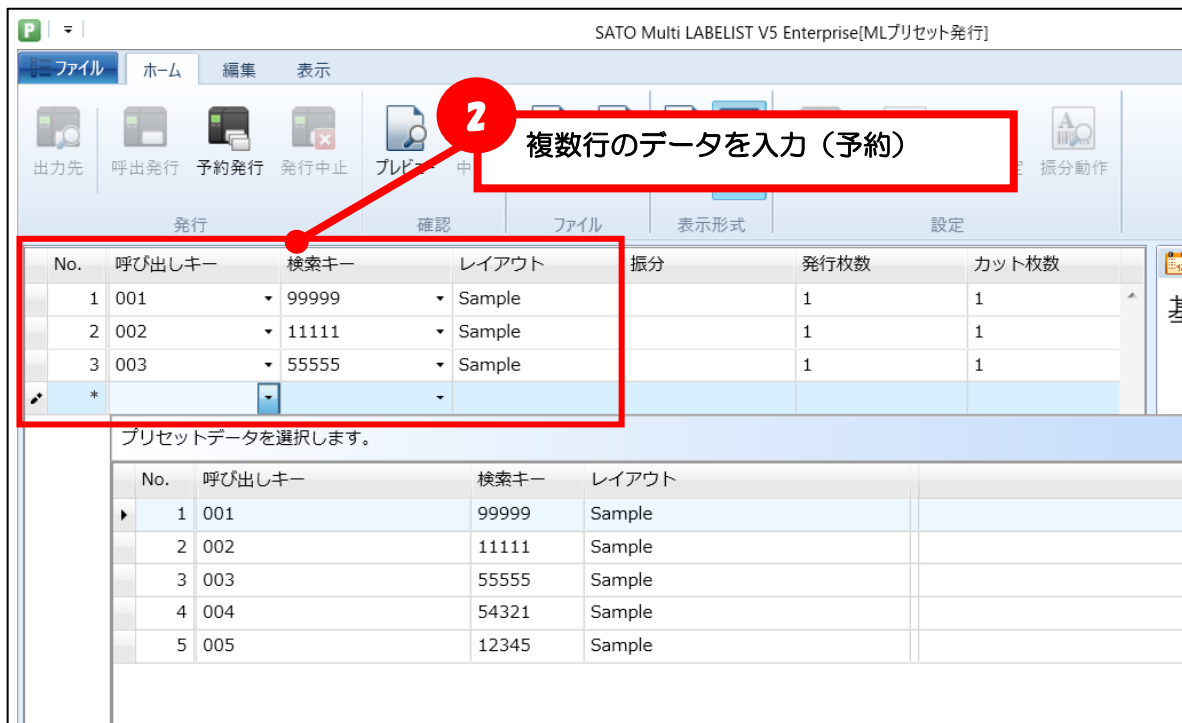 SATO Multi LABELIST V5 Enterprise[MLプリセット発行]
ファイル ホーム 編集 表示
2
複数行のデータを入力（予約）
出力先 呼出発行 予約発行 発行中止 プレビュー 中 定 振分動作
発行 確認 ファイル 表示形式 設定
No. 呼び出しキー 検索キー レイアウト 振分 発行枚数 カット枚数
1 001 99999 Sample 1 1
2 002 11111 Sample 1 1
3 003 55555 Sample 1 1
*
プリセットデータを選択します。
No. 呼び出しキー 検索キー レイアウト
1 001 99999 Sample
2 002 11111 Sample
3 003 55555 Sample
4 004 54321 Sample
5 005 12345 Sample